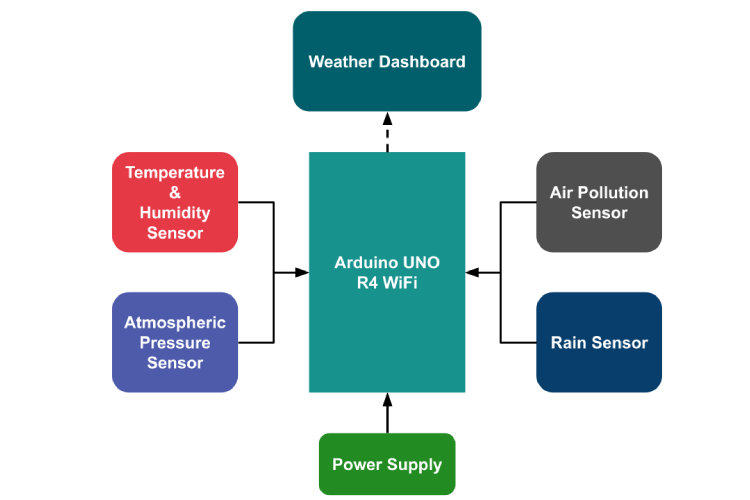 Weather Dashboard
Temperature
&
Humidity
Sensor
Air Pollution
Sensor
Arduino UNO
R4 WiFi
Atmospheric
Pressure
Sensor
Rain Sensor
Power Supply